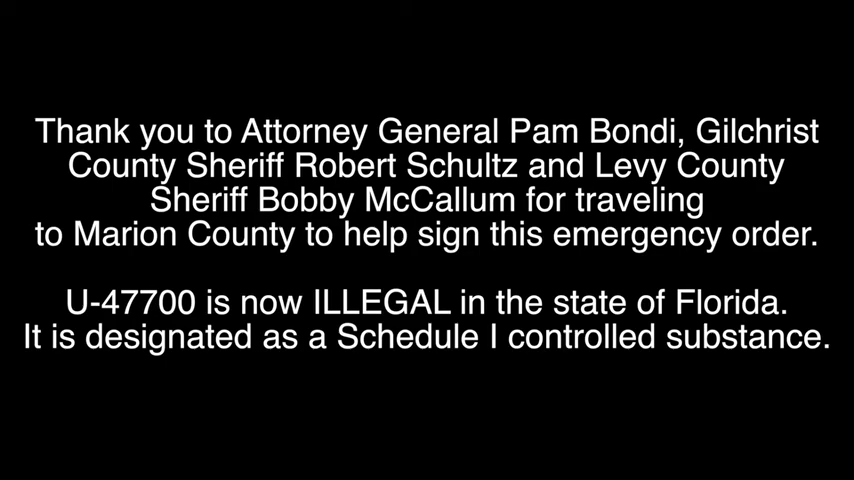 Thank you to Attorney General Pam Bondi, Gilchrist
County Sheriff Robert Schultz and Levy County
Sheriff Bobby McCallum for traveling
to Marion County to help sign this emergency order.
U-47700 is now ILLEGAL in the state of Florida.
It is designated as a Schedule I controlled substance.